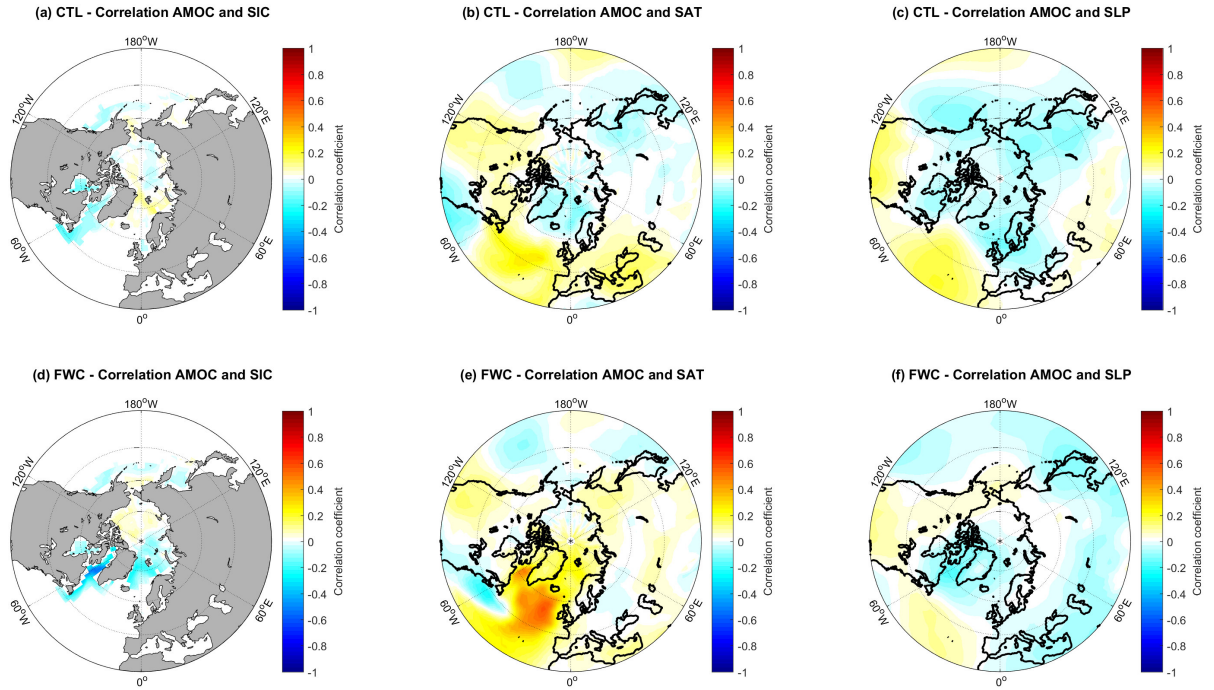 (a) CTL - Correlation AMOC and SIC
180°W
120°W
120°E
60°W
60°E
0°
1
0.8
0.6
0.4
0.2
0
-0.2
-0.4
-0.6
-0.8
-1
Correlation coefficient
(b) CTL - Correlation AMOC and SAT
180°W
120°W
120°E
60°W
60°E
0°
1
0.8
0.6
0.4
0.2
0
-0.2
-0.4
-0.6
-0.8
-1
Correlation coefficient
(c) CTL - Correlation AMOC and SLP
180°W
120°W
120°E
60°W
60°E
0°
1
0.8
0.6
0.4
0.2
0
-0.2
-0.4
-0.6
-0.8
-1
Correlation coefficient
(d) FWC - Correlation AMOC and SIC
180°W
120°W
120°E
60°W
60°E
0°
1
0.8
0.6
0.4
0.2
0
-0.2
-0.4
-0.6
-0.8
-1
Correlation coefficient
(e) FWC - Correlation AMOC and SAT
180°W
120°W
120°E
60°W
60°E
0°
1
0.8
0.6
0.4
0.2
0
-0.2
-0.4
-0.6
-0.8
-1
Correlation coefficient
(f) FWC - Correlation AMOC and SLP
180°W
120°W
120°E
60°W
60°E
0°
1
0.8
0.6
0.4
0.2
0
-0.2
-0.4
-0.6
-0.8
-1
Correlation coefficient